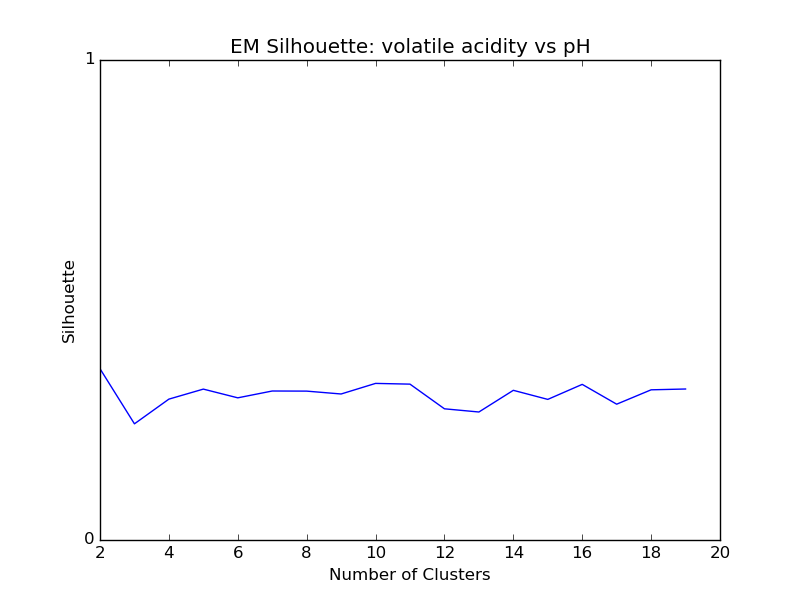 EM Silhouette: volatile acidity vs pH
1
Silhouette
0
2 4 6 8 10 12 14 16 18 20
Number of Clusters